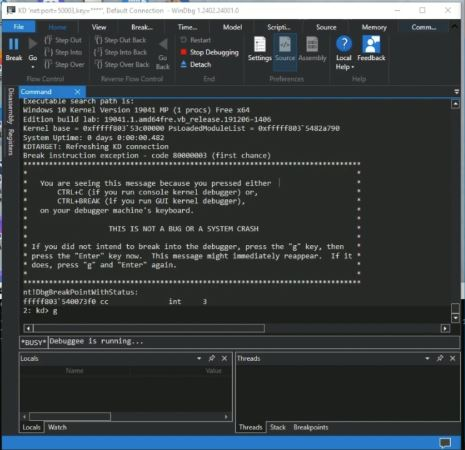 KD 'net:port=50003,key=****', Default Connection - WinDbg 1.2402.24001.0
File Home View Break... Time... Model Scripti... Source Memory Comm...
Break Go Step Out Step Into Step Over Step Out Back Step Into Back Step Over Back Go Back Restart Stop Debugging Detach Settings Source Assembly Local Help Feedback
Flow Control Reverse Flow Control End Preferences Help
Disassembly
Registers
Command
Executable search path is:
Windows 10 Kernel Version 19041 MP (1 procs) Free x64
Edition build lab: 19041.1.amd64fre.vb_release.191206-1406
Kernel base = 0xfffff803`53c00000 PsLoadedModuleList = 0xfffff803`5482a790
System Uptime: 0 days 0:00:00.482
KDTARGET: Refreshing KD connection
Break instruction exception - code 80000003 (first chance)
*******************************************************************************
* *
* You are seeing this message because you pressed either *
* CTRL+C (if you run console kernel debugger) or, *
* CTRL+BREAK (if you run GUI kernel debugger), *
* on your debugger machine's keyboard. *
* *
* THIS IS NOT A BUG OR A SYSTEM CRASH *
* *
* If you did not intend to break into the debugger, press the "g" key, then *
* press the "Enter" key now. This message might immediately reappear. If it *
* does, press "g" and "Enter" again. *
* *
*******************************************************************************
nt!DbgBreakPointWithStatus:
fffff803`540073f0 cc int 3
2: kd> g
*BUSY* Debuggee is running...
Locals
Name Value
Locals Watch
Threads
Threads Stack Breakpoints